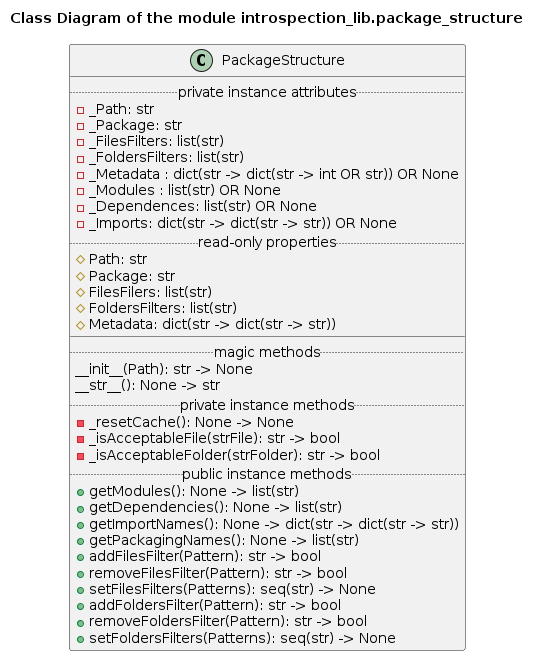 Class Diagram of the module introspection_lib.package_structure
C PackageStructure
private instance attributes
_Path: str
_Package: str
_FilesFilters: list(str)
_FoldersFilters: list(str)
_Metadata : dict(str -> dict(str -> int OR str)) OR None
_Modules : list(str) OR None
_Dependences: list(str) OR None
_Imports: dict(str -> dict(str -> str)) OR None
read-only properties
Path: str
Package: str
FilesFilers: list(str)
FoldersFilters: list(str)
Metadata: dict(str -> dict(str -> str))
magic methods
__init__(Path): str -> None
__str__(): None -> str
private instance methods
_resetCache(): None -> None
_isAcceptableFile(strFile): str -> bool
_isAcceptableFolder(strFolder): str -> bool
public instance methods
getModules(): None -> list(str)
getDependencies(): None -> list(str)
getImportNames(): None -> dict(str -> dict(str -> str))
getPackagingNames(): None -> list(str)
addFilesFilter(Pattern): str -> bool
removeFilesFilter(Pattern): str -> bool
setFilesFilters(Patterns): seq(str) -> None
addFoldersFilter(Pattern): str -> bool
removeFoldersFilter(Pattern): str -> bool
setFoldersFilters(Patterns): seq(str) -> None